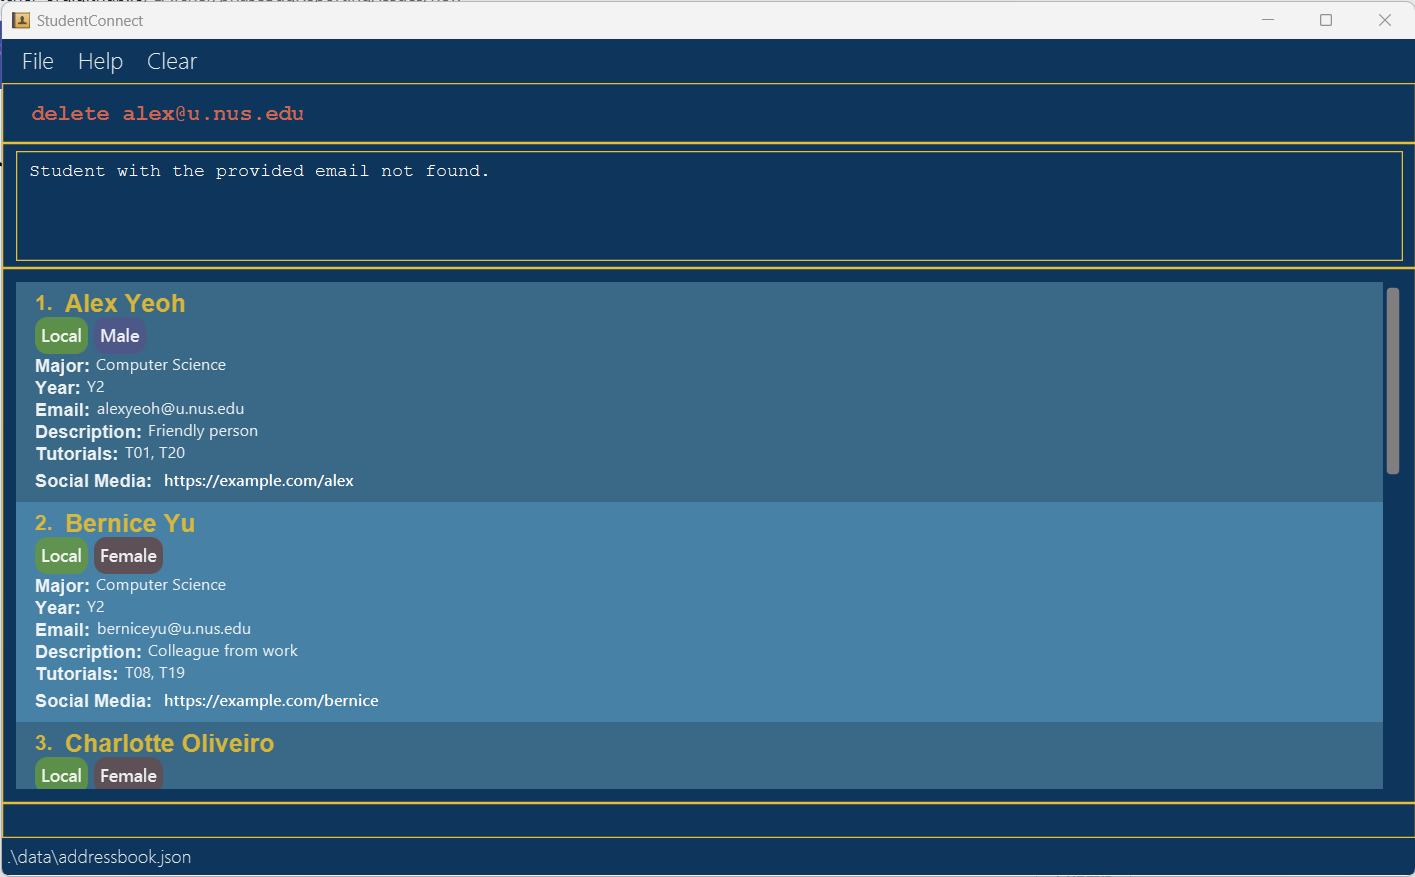 StudentConnect
File Help Clear
delete alex@u.nus.edu
Student with the provided email not found.
1. Alex Yeoh
Local Male
Major: Computer Science
Year: Y2
Email: alexyeoh@u.nus.edu
Description: Friendly person
Tutorials: T01, T20
Social Media: https://example.com/alex
2. Bernice Yu
Local Female
Major: Computer Science
Year: Y2
Email: berniceyu@u.nus.edu
Description: Colleague from work
Tutorials: T08, T19
Social Media: https://example.com/bernice
3. Charlotte Oliveiro
Local Female
.\data\addressbook.json